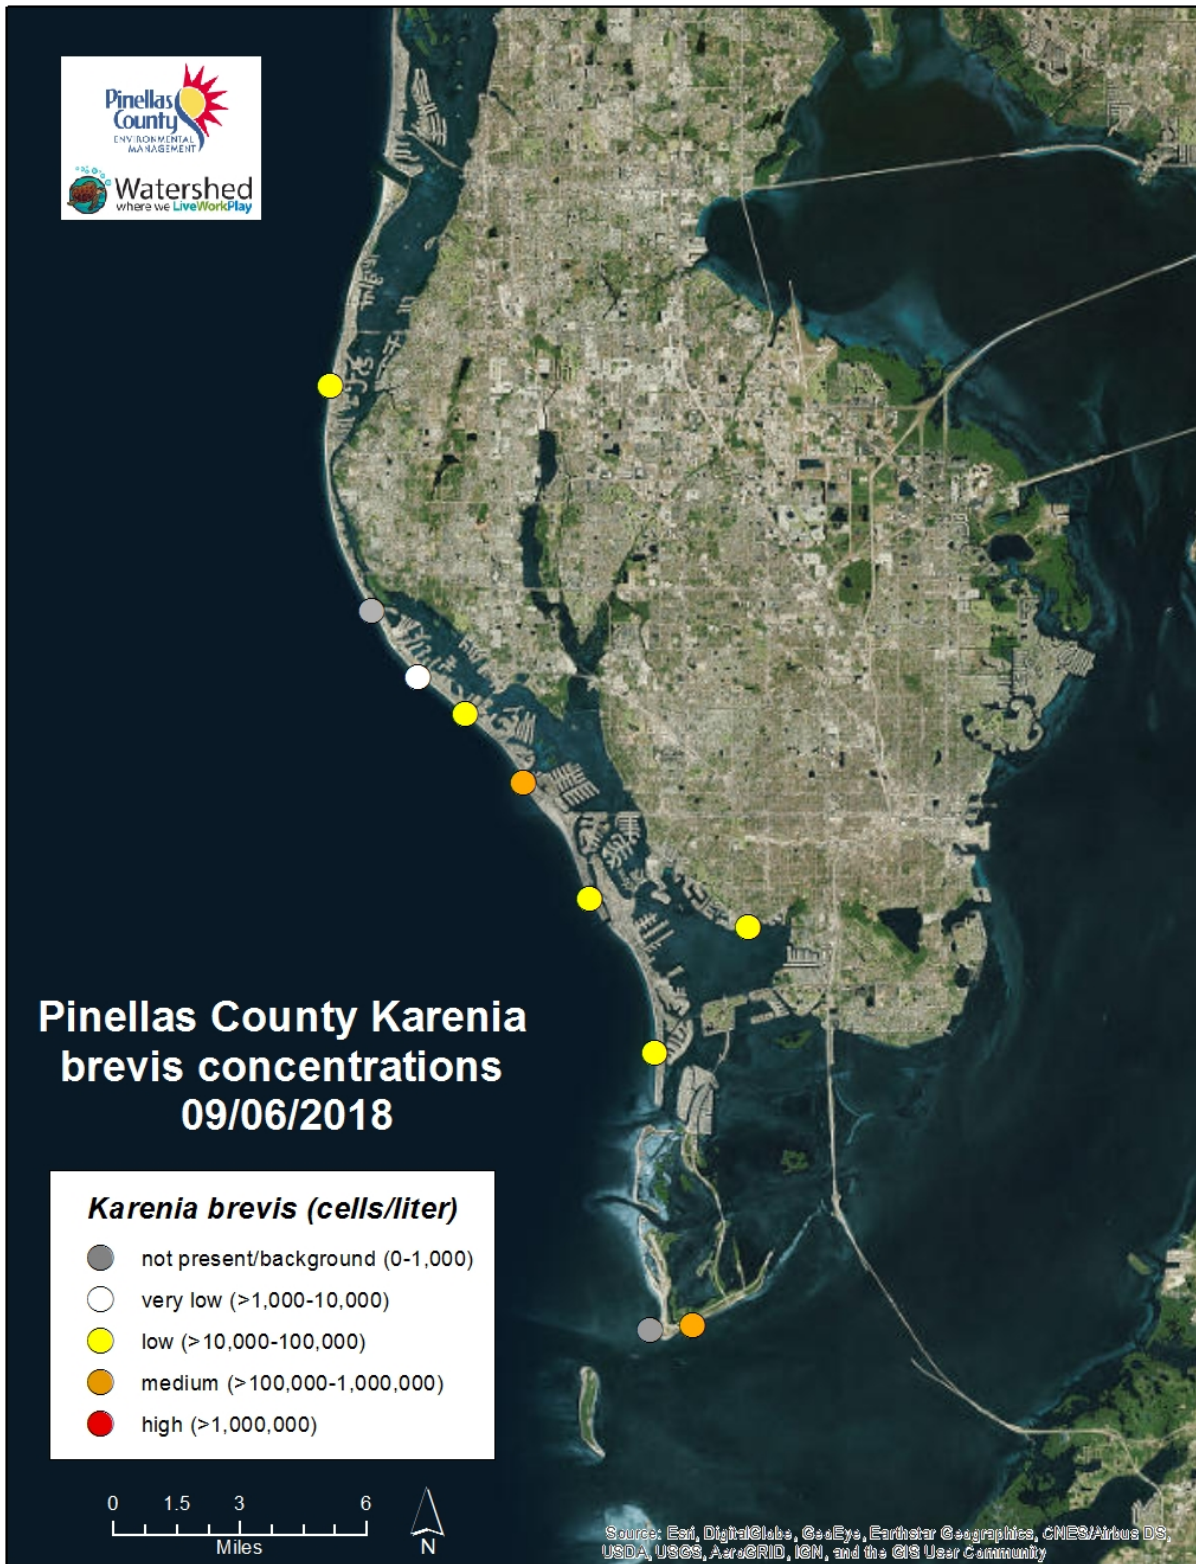 Pinellas
County
ENVIRONMENTAL
MANAGEMENT
Watershed
where we LiveWorkPlay
Pinellas County Karenia
brevis concentrations
09/06/2018
Karenia brevis (cells/liter)
not present/background (0-1,000)
very low (>1,000-10,000)
low (>10,000-100,000)
medium (>100,000-1,000,000)
high (>1,000,000)
0 1.5 3 6
Miles
N
Source: Esri, DigitalGlobe, GeoEye, Earthstar Geographics, CNES/Airbus DS,
USDA, USGS, AeroGRID, IGN, and the GIS User Community